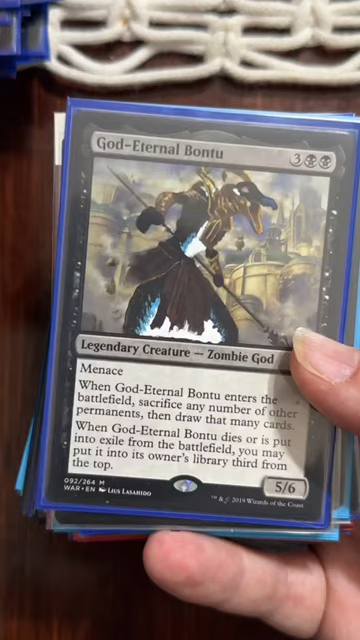 God-Eternal Bontu 3
Legendary Creature — Zombie God
Menace
When God-Eternal Bontu enters the
battlefield, sacrifice any number of other
permanents, then draw that many cards.
When God-Eternal Bontu dies or is put
into exile from the battlefield, you may
put it into its owner's library third from
the top.
5/6
092/264 M
WAR • EN Lius Lasahido
™ & © 2019 Wizards of the Coast